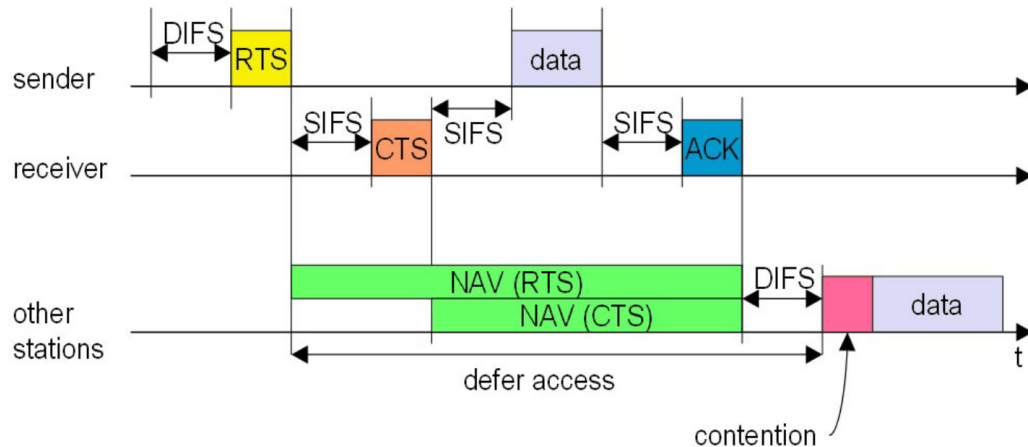 DIFS
RTS
data
sender
SIFS
CTS
SIFS
SIFS
ACK
receiver
NAV (RTS)
DIFS
NAV (CTS)
data
other
stations
t
defer access
contention